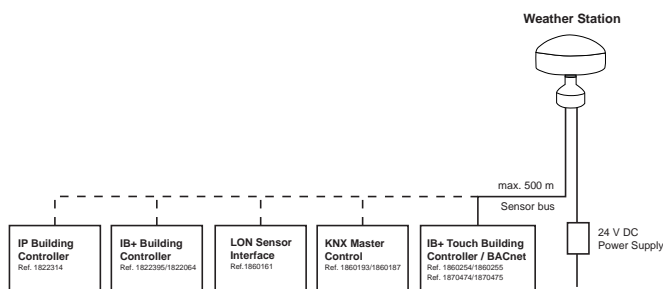 Weather Station
max. 500 m
Sensor bus
24 V DC
Power Supply
IP Building
Controller
Ref. 1822314
IB+ Building
Controller
Ref. 1822395/1822064
LON Sensor
Interface
Ref.1860161
KNX Master
Control
Ref. 1860193/1860187
IB+ Touch Building
Controller / BACnet
Ref. 1860254/1860255
1870474/1870475